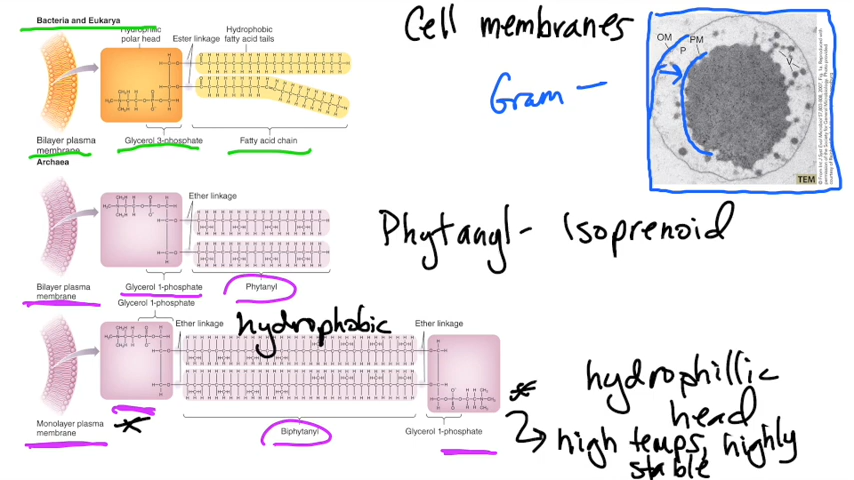 Bacteria and Eukarya
Hydrophilic
polar head
Ester linkage
Hydrophobic
fatty acid tails
Bilayer plasma
membrane
Glycerol 3-phosphate
Fatty acid chain
Archaea
Ether linkage
Bilayer plasma
membrane
Glycerol 1-phosphate
Phytanyl
Glycerol 1-phosphate
Ether linkage
hydrophobic
Ether linkage
Monolayer plasma
membrane
Biphytanyl
Glycerol 1-phosphate
Cell membranes
Gram -
OM
PM
P
V
TEM
Phytanyl- Isoprenoid
hydrophillic
head
high temps, highly
stable